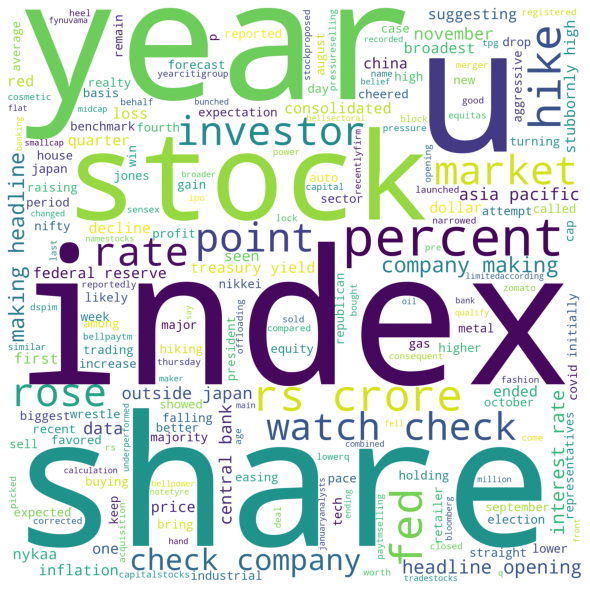 year
u
hike
stock
index
share
investor
market
point
percent
rate
rose
rs crore
watch check
fed
check company
company making
making headline
headline opening
central bank
interest rate
outside japan
asia pacific
stubbornly high
suggesting
november
broadest
china
high
new
aggressive
drop
turning
attempt
called
cap
dollar
treasury yield
federal reserve
consolidated
expectation
reported
august
day
cheered
forecast
remain
average
red
realty
basis
loss
benchmark
fourth
quarter
house
win
japan
jones
raising
period
gain
auto
sector
nifty
decline
profit
seen
likely
nikkei
week
among
major
trading
hiking
first
increase
president
equity
republican
metal
gas
higher
biggest
wrestle
showed
ended
october
recent
favored
data
falling
better
majority
sell
buying
keep
price
easing
pace
holding
september
election
representatives
retailer
tech
bring
expected
one
nykaa
inflation
industrial
straight
lower
covid
initially
heel
fynuvama
yearcitigroup
cosmetic
behalf
bunched
flat
midcap
smallcap
banking
broader
changed
sensex
ipo
last
namestocks
reportedly
lock
similar
dspim
bellpaytm
say
thursday
maker
offloading
sold
compared
bought
oil
bank
qualify
limitedaccording
zomato
consequent
pre
narrowed
launched
opening
pressure
block
recentlyfirm
bellsectoral
power
capital
equitas
good
belief
name
case
recorded
stockproposed
pressureselling
tpg
merger
registered
p
fashion
come
fell
combined
main
age
rs
underperformed
calculation
bellpower
notetyre
lowerq
million
ending
deal
januaryanalysts
hand
acquisition
picked
corrected
capitalstocks
worth
paytmselling
closed
bloomberg
tradestocks
q
front